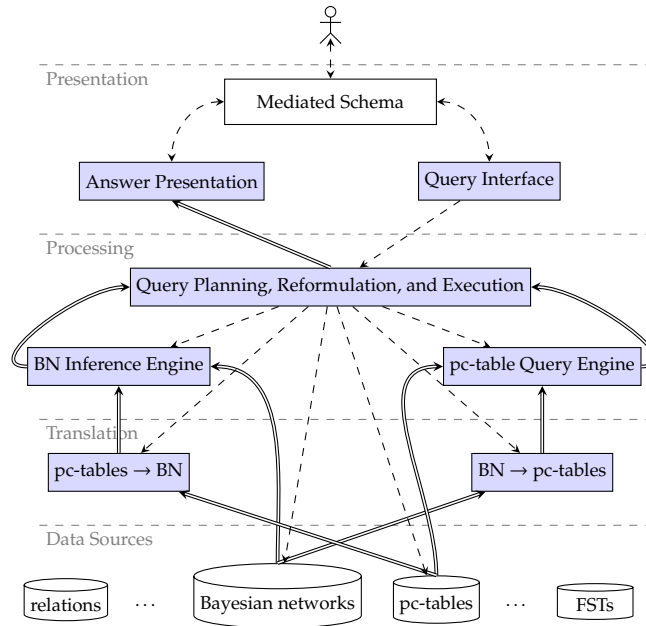 Presentation
Mediated Schema
Answer Presentation
Query Interface
Processing
Query Planning, Reformulation, and Execution
BN Inference Engine
pc-table Query Engine
Translation
pc-tables → BN
BN → pc-tables
Data Sources
relations
...
Bayesian networks
pc-tables
...
FSTs